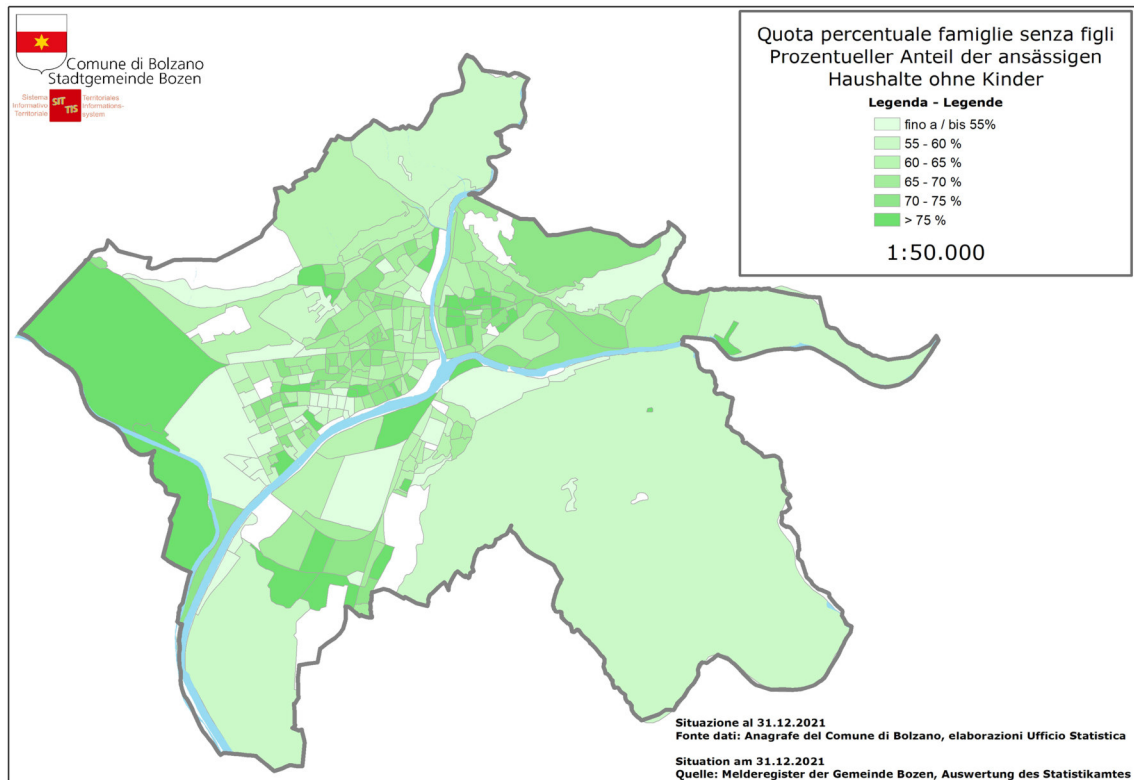 Comune di Bolzano
Stadtgemeinde Bozen
Sistema
Informativo
Territoriale
SIT
TIS
Territoriales
Informations-
system
Quota percentuale famiglie senza figli
Prozentueller Anteil der ansässigen
Haushalte ohne Kinder
Legenda - Legende
fino a / bis 55%
55 - 60 %
60 - 65 %
65 - 70 %
70 - 75 %
> 75 %
1:50.000
Situazione al 31.12.2021
Fonte dati: Anagrafe del Comune di Bolzano, elaborazioni Ufficio Statistica
Situation am 31.12.2021
Quelle: Melderegister der Gemeinde Bozen, Auswertung des Statistikamtes